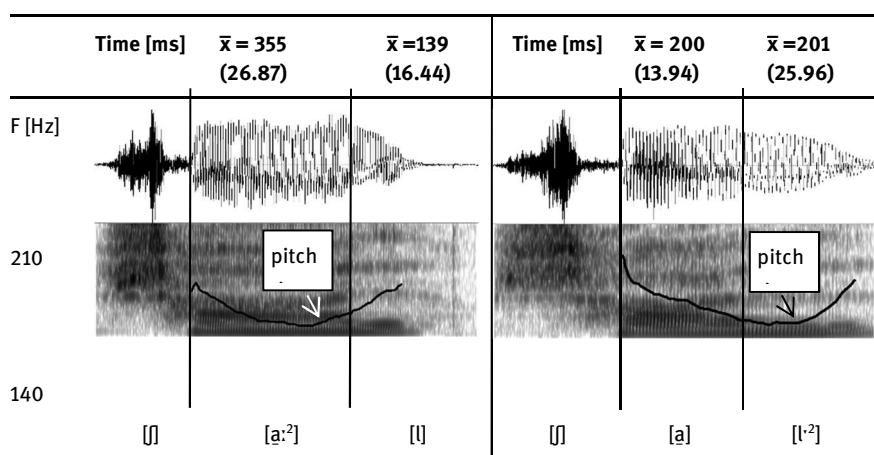 Time [ms] x̅ = 355 x̅ =139 Time [ms] x̅ = 200 x̅ =201
(26.87) (16.44) (13.94) (25.96)
F [Hz]
210
pitch
pitch
140
[ʃ] [a̱ː²] [l] [ʃ] [a̱] [lˑ²]